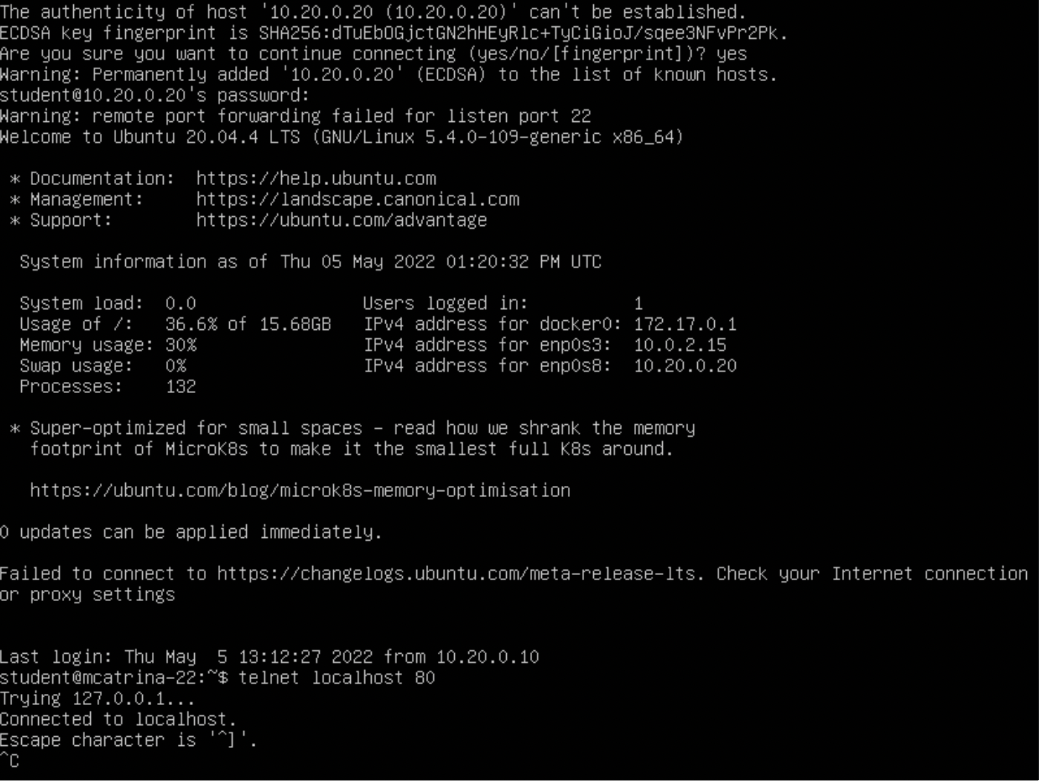 The authenticity of host '10.20.0.20 (10.20.0.20)' can't be established.
ECDSA key fingerprint is SHA256:dTuEbOGjctGN2hHEyRlc+TyCiGioJ/sqee3NFvPr2Pk.
Are you sure you want to continue connecting (yes/no/[fingerprint])? yes
Warning: Permanently added '10.20.0.20' (ECDSA) to the list of known hosts.
student@10.20.0.20's password:
Warning: remote port forwarding failed for listen port 22
Welcome to Ubuntu 20.04.4 LTS (GNU/Linux 5.4.0-109-generic x86_64)
* Documentation:  https://help.ubuntu.com
* Management:     https://landscape.canonical.com
* Support:        https://ubuntu.com/advantage
System information as of Thu 05 May 2022 01:20:32 PM UTC
System load:  0.0                Users logged in:          1
Usage of /:   36.6% of 15.68GB   IPv4 address for docker0: 172.17.0.1
Memory usage: 30%                IPv4 address for enp0s3:  10.0.2.15
Swap usage:   0%                 IPv4 address for enp0s8:  10.20.0.20
Processes:    132
* Super-optimized for small spaces - read how we shrank the memory
footprint of MicroK8s to make it the smallest full K8s around.
https://ubuntu.com/blog/microk8s-memory-optimisation
0 updates can be applied immediately.
Failed to connect to https://changelogs.ubuntu.com/meta-release-lts. Check your Internet connection
or proxy settings
Last login: Thu May  5 13:12:27 2022 from 10.20.0.10
student@mcatrina-22:~$ telnet localhost 80
Trying 127.0.0.1...
Connected to localhost.
Escape character is '^]'.
^C